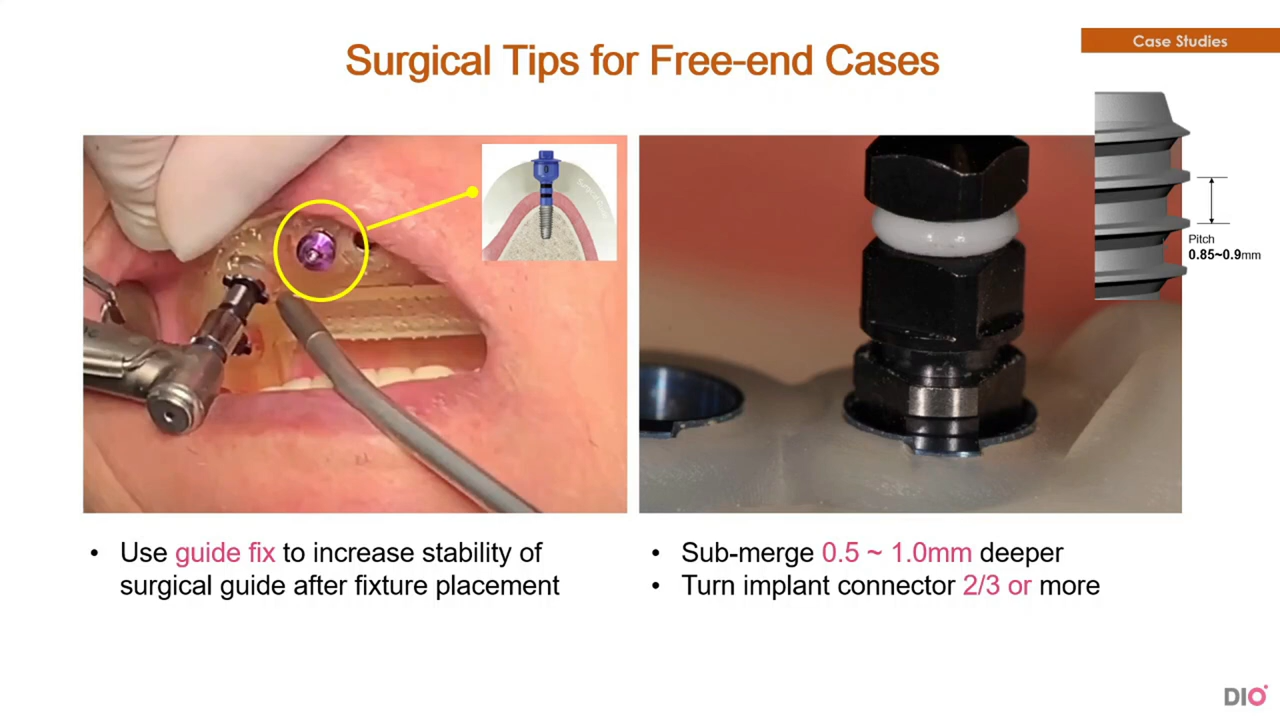 Case Studies
Surgical Tips for Free-end Cases
Pitch
0.85~0.9mm
• Use guide fix to increase stability of
surgical guide after fixture placement
• Sub-merge 0.5 ~ 1.0mm deeper
• Turn implant connector 2/3 or more
DIO